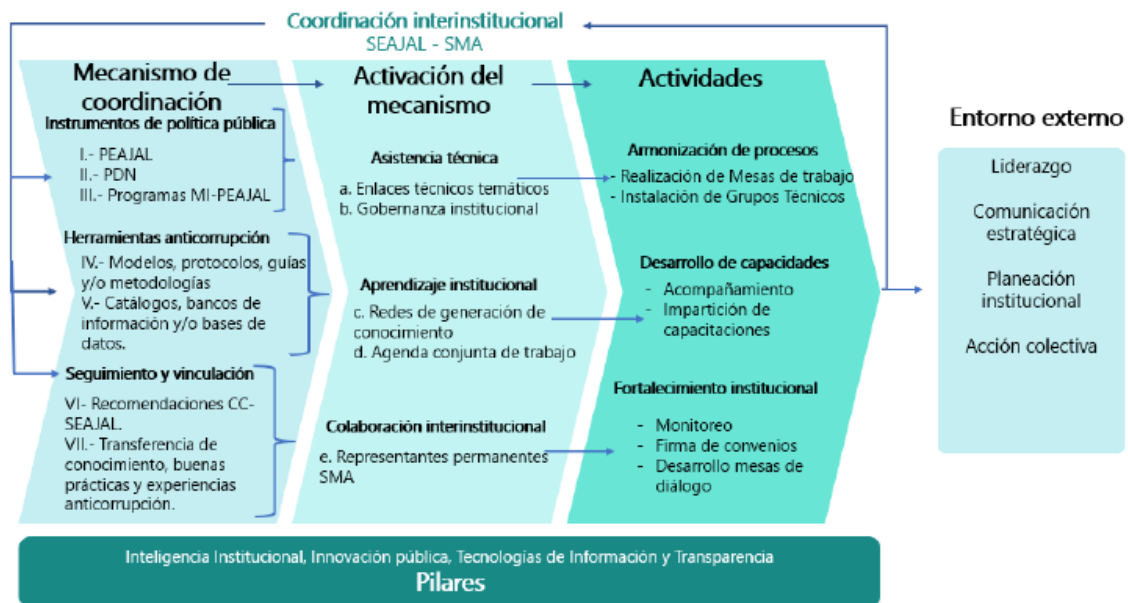 Coordinación interinstitucional
SEAJAL - SMA
Mecanismo de
coordinación
Instrumentos de política pública
I.- PEAJAL
II.- PDN
III.- Programas MI-PEAJAL
Herramientas anticorrupción
IV.- Modelos, protocolos, guías
y/o metodologías
V.- Catálogos, bancos de
información y/o bases de
datos.
Seguimiento y vinculación
VI- Recomendaciones CC-
SEAJAL.
VII.- Transferencia de
conocimiento, buenas
prácticas y experiencias
anticorrupción.
Activación del
mecanismo
Asistencia técnica
a. Enlaces técnicos temáticos
b. Gobernanza institucional
Aprendizaje institucional
c. Redes de generación de
conocimiento
d. Agenda conjunta de trabajo
Colaboración interinstitucional
e. Representantes permanentes
SMA
Actividades
Armonización de procesos
- Realización de Mesas de trabajo
- Instalación de Grupos Técnicos
Desarrollo de capacidades
- Acompañamiento
- Impartición de
capacitaciones
Fortalecimiento institucional
- Monitoreo
- Firma de convenios
- Desarrollo mesas de
diálogo
Entorno externo
Liderazgo
Comunicación
estratégica
Planeación
institucional
Acción colectiva
Inteligencia Institucional, Innovación pública, Tecnologías de Información y Transparencia
Pilares